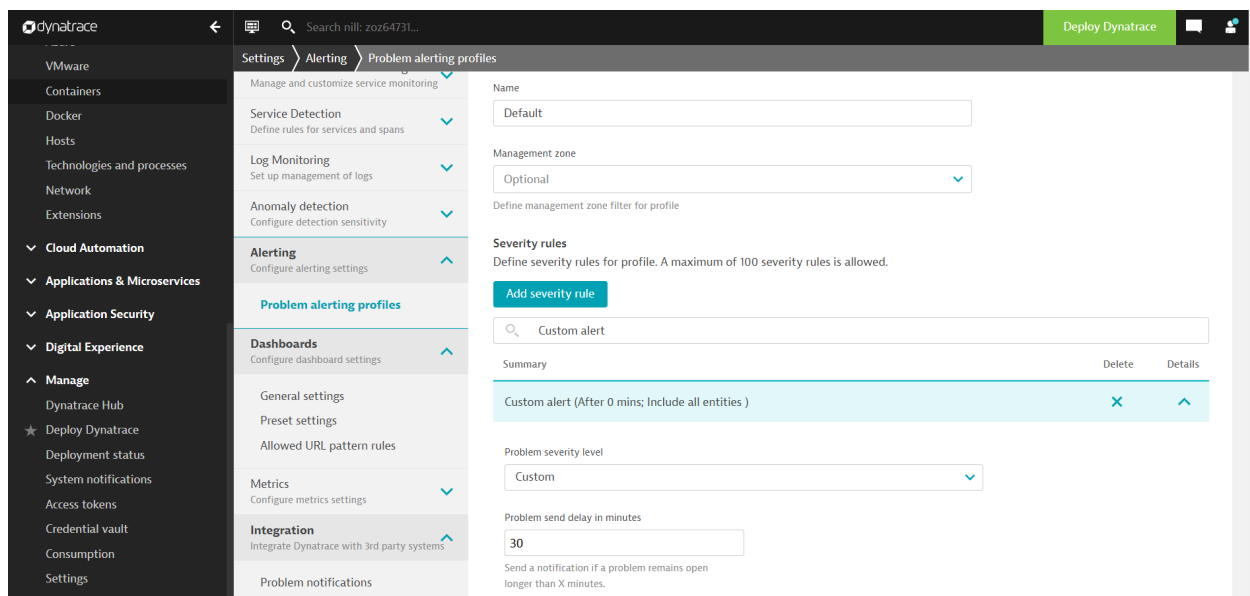 dynatrace
Search nill: zoz64731...
Deploy Dynatrace
Settings
Alerting
Problem alerting profiles
VMware
Containers
Docker
Hosts
Technologies and processes
Network
Extensions
Cloud Automation
Applications & Microservices
Application Security
Digital Experience
Manage
Dynatrace Hub
Deploy Dynatrace
Deployment status
System notifications
Access tokens
Credential vault
Consumption
Settings
Manage and customize service monitoring
Service Detection
Define rules for services and spans
Log Monitoring
Set up management of logs
Anomaly detection
Configure detection sensitivity
Alerting
Configure alerting settings
Problem alerting profiles
Dashboards
Configure dashboard settings
General settings
Preset settings
Allowed URL pattern rules
Metrics
Configure metrics settings
Integration
Integrate Dynatrace with 3rd party systems
Problem notifications
Name
Default
Management zone
Optional
Define management zone filter for profile
Severity rules
Define severity rules for profile. A maximum of 100 severity rules is allowed.
Add severity rule
Custom alert
Summary Delete Details
Custom alert (After 0 mins; Include all entities )
Problem severity level
Custom
Problem send delay in minutes
30
Send a notification if a problem remains open
longer than X minutes.